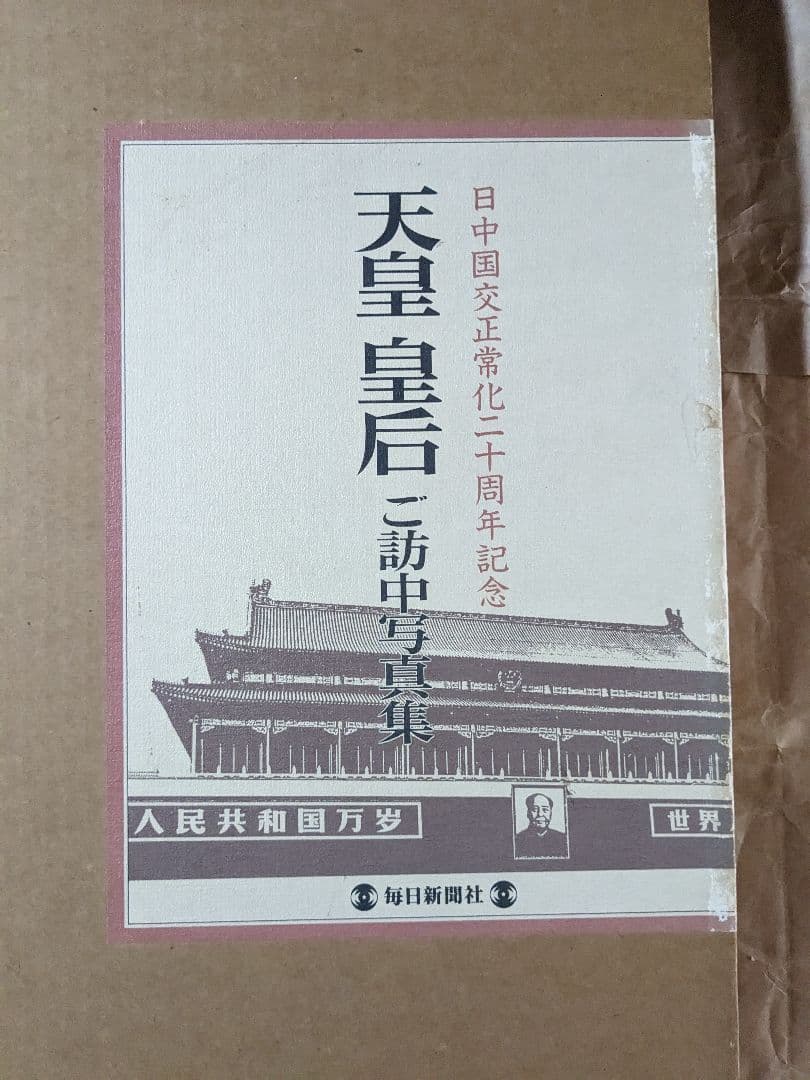 日中国交正常化二十周年記念
天皇 皇后 ご訪中写真集
人民共和国万岁
世界
毎日新聞社